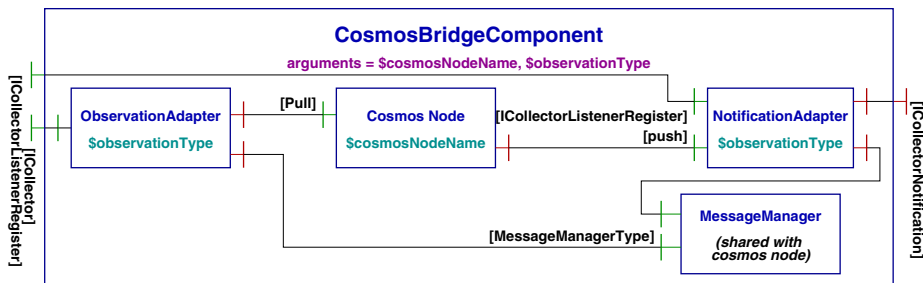 CosmosBridgeComponent
arguments = $cosmosNodeName, $observationType
[ICollectorListenerRegister]
[ICollector]
ObservationAdapter
$observationType
[Pull]
Cosmos Node
$cosmosNodeName
[ICollectorListenerRegister]
[push]
NotificationAdapter
$observationType
[ICollectorNotification]
[MessageManagerType]
MessageManager
(shared with
cosmos node)